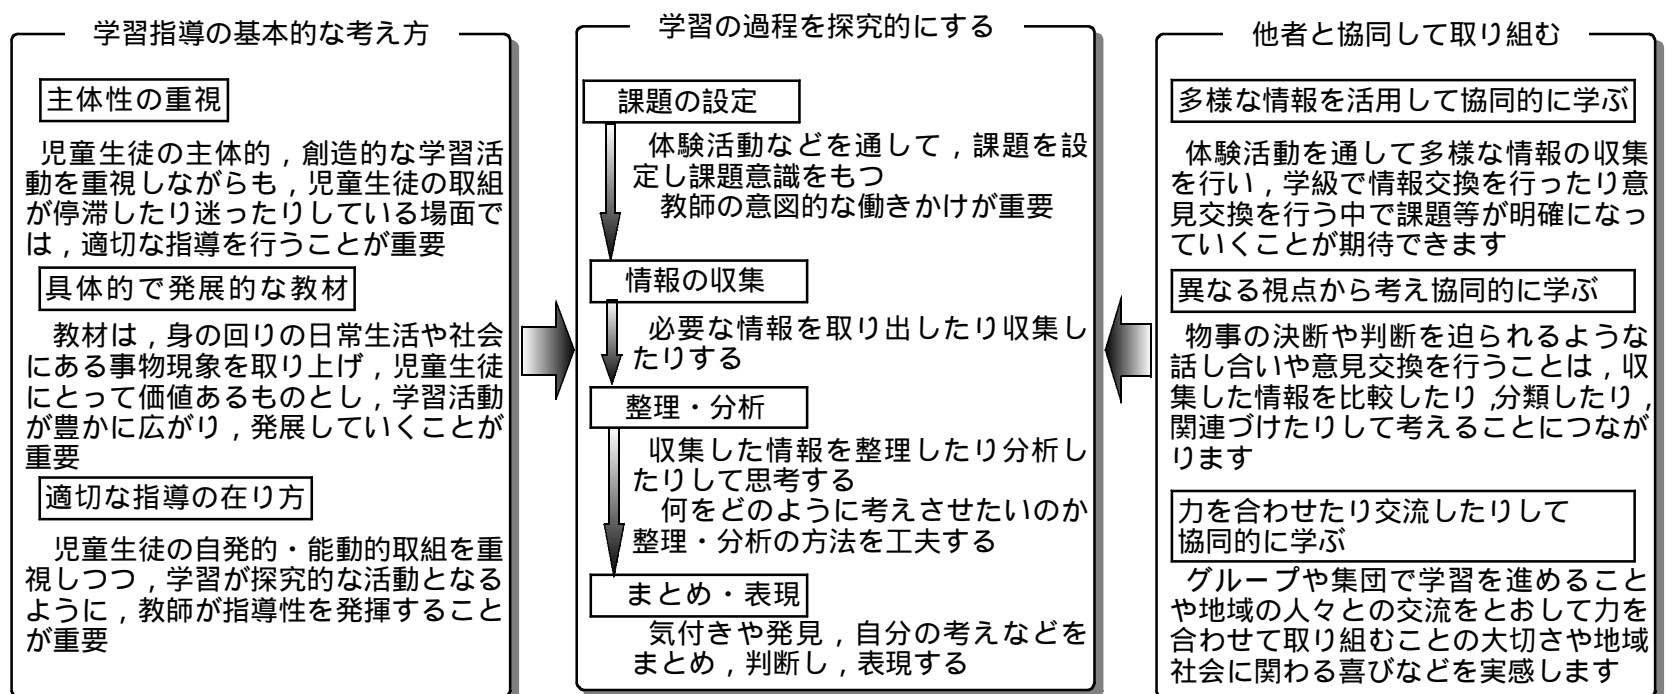 学習指導の基本的な考え方
主体性の重視
児童生徒の主体的，創造的な学習活
動を重視しながらも，児童生徒の取組
が停滞したり迷ったりしている場面で
は，適切な指導を行うことが重要
具体的で発展的な教材
教材は，身の回りの日常生活や社会
にある事物現象を取り上げ，児童生徒
にとって価値あるものとし，学習活動
が豊かに広がり，発展していくことが
重要
適切な指導の在り方
児童生徒の自発的・能動的取組を重
視しつつ，学習が探究的な活動となる
ように，教師が指導性を発揮すること
が重要
学習の過程を探究的にする
課題の設定
体験活動などを通して，課題を設
定し課題意識をもつ
教師の意図的な働きかけが重要
情報の収集
必要な情報を取り出したり収集し
たりする
整理・分析
収集した情報を整理したり分析し
たりして思考する
何をどのように考えさせたいのか
整理・分析の方法を工夫する
まとめ・表現
気付きや発見，自分の考えなどを
まとめ，判断し，表現する
他者と協同して取り組む
多様な情報を活用して協同的に学ぶ
体験活動を通して多様な情報の収集
を行い，学級で情報交換を行ったり意
見交換を行う中で課題等が明確になっ
ていくことが期待できます
異なる視点から考え協同的に学ぶ
物事の決断や判断を迫られるような
話し合いや意見交換を行うことは，収
集した情報を比較したり，分類したり，
関連づけたりして考えることにつなが
ります
力を合わせたり交流したりして
協同的に学ぶ
グループや集団で学習を進めること
や地域の人々との交流をとおして力を
合わせて取り組むことの大切さや地域
社会に関わる喜びなどを実感します